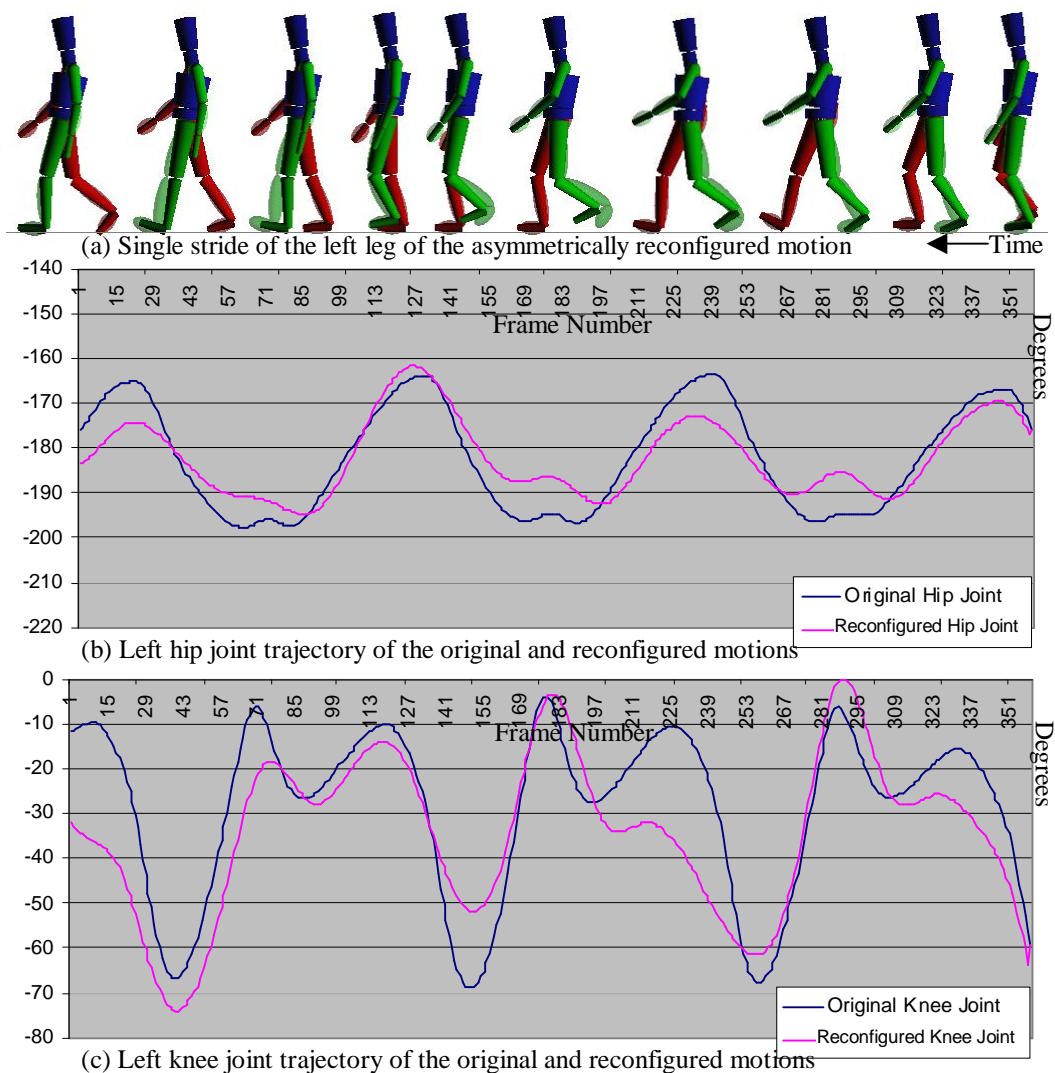 (a) Single stride of the left leg of the asymmetrically reconfigured motion
Time
-140
-150
-160
-170
-180
-190
-200
-210
-220
1 15 29 43 57 71 85 99 113 127 141 155 169 183 197 211 225 239 253 267 281 295 309 323 337 351
Frame Number
Degrees
Original Hip Joint
Reconfigured Hip Joint
(b) Left hip joint trajectory of the original and reconfigured motions
0
-10
-20
-30
-40
-50
-60
-70
-80
1 15 29 43 57 71 85 99 113 127 141 155 169 183 197 211 225 239 253 267 281 295 309 323 337 351
Frame Number
Degrees
Original Knee Joint
Reconfigured Knee Joint
(c) Left knee joint trajectory of the original and reconfigured motions